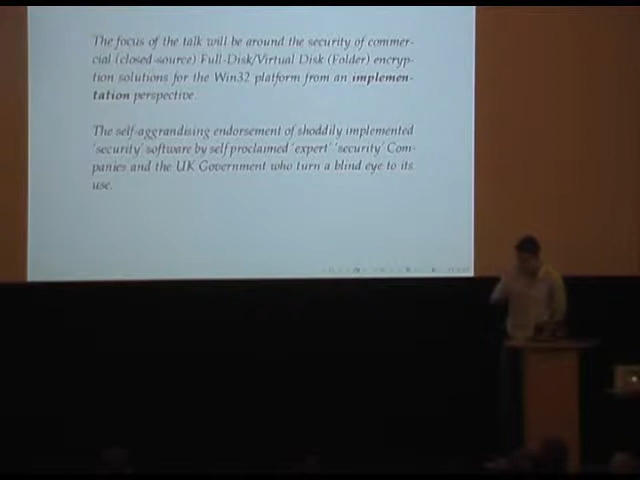 The focus of the talk will be around the security of commer-
cial (closed-source) Full-Disk/Virtual Disk (Folder) encryp-
tion solutions for the Win32 platform from an implemen-
tation perspective.
The self-aggrandising endorsement of shoddily implemented
'security' software by self proclaimed 'expert' 'security' Com-
panies and the UK Government who turn a blind eye to its
use.